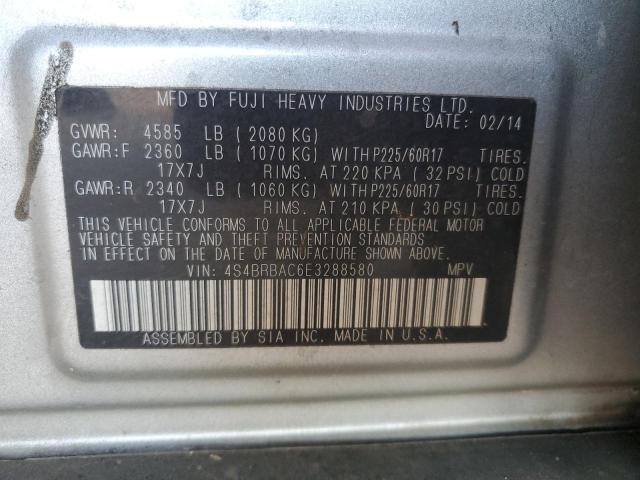 MFD BY FUJI HEAVY INDUSTRIES LTD.
DATE: 02/14
GVWR: 4585 LB (2080 KG)
GAWR:F 2360 LB (1070 KG) WITH P225/60R17 TIRES.
17X7J RIMS. AT 220 KPA (32 PSI) COLD
GAWR:R 2340 LB (1060 KG) WITH P225/60R17 TIRES.
17X7J RIMS. AT 210 KPA (30 PSI) COLD
THIS VEHICLE CONFORMS TO ALL APPLICABLE FEDERAL MOTOR
VEHICLE SAFETY AND THEFT PREVENTION STANDARDS
IN EFFECT ON THE DATE OF MANUFACTURE SHOWN ABOVE.
VIN: 4S4BRBAC6E3288580 MPV
ASSEMBLED BY SIA INC. MADE IN U.S.A.